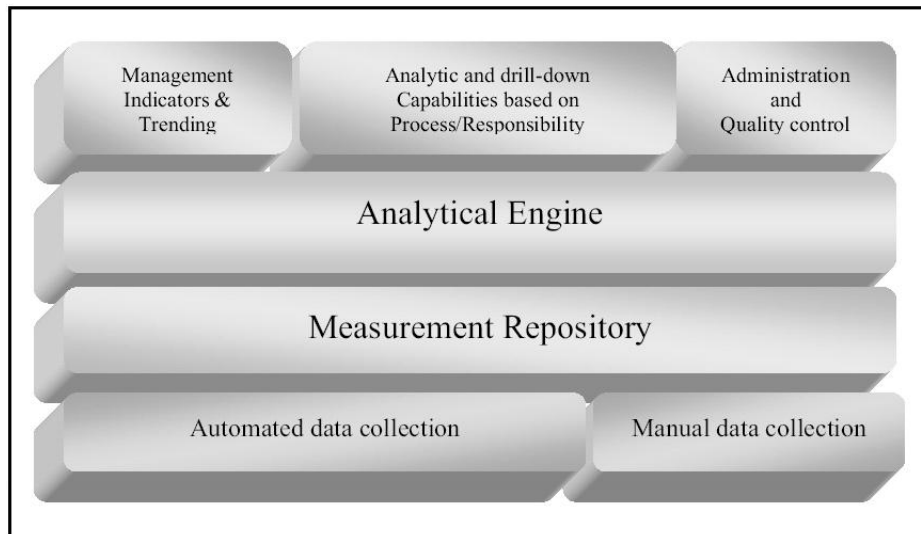 Management
Indicators &
Trending
Analytic and drill-down
Capabilities based on
Process/Responsibility
Administration
and
Quality control
Analytical Engine
Measurement Repository
Automated data collection
Manual data collection